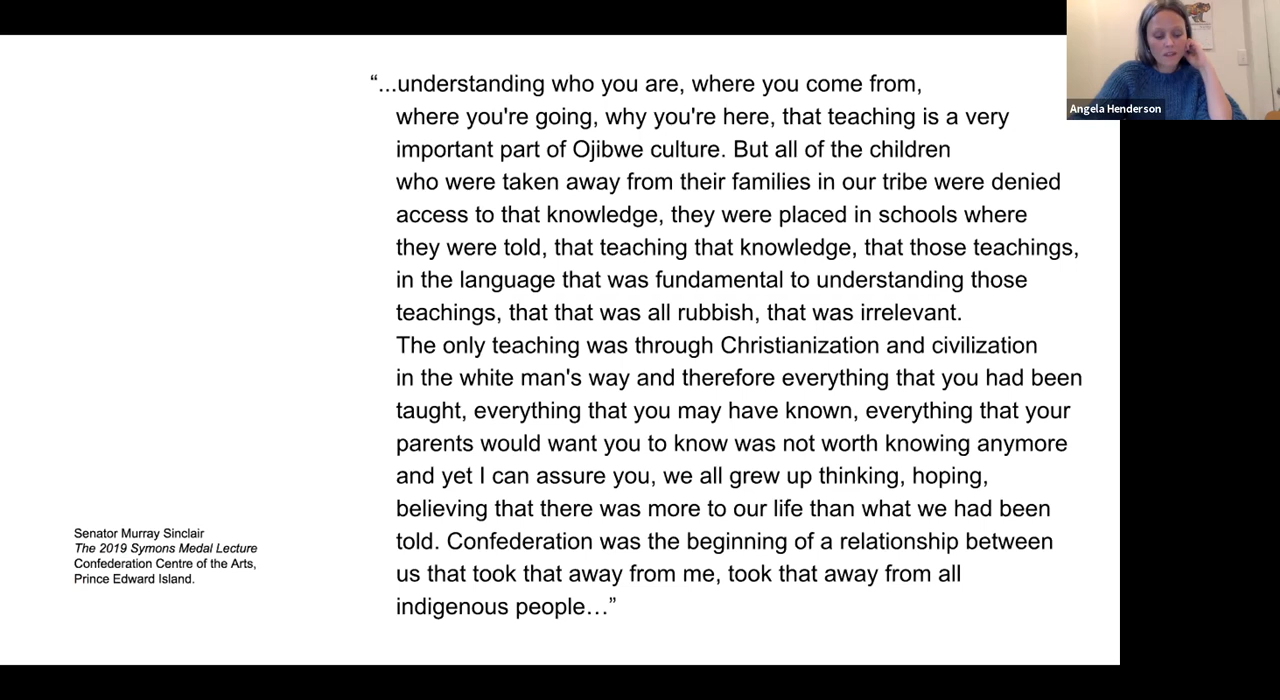 Angela Henderson
“...understanding who you are, where you come from,
where you're going, why you're here, that teaching is a very
important part of Ojibwe culture. But all of the children
who were taken away from their families in our tribe were denied
access to that knowledge, they were placed in schools where
they were told, that teaching that knowledge, that those teachings,
in the language that was fundamental to understanding those
teachings, that that was all rubbish, that was irrelevant.
The only teaching was through Christianization and civilization
in the white man's way and therefore everything that you had been
taught, everything that you may have known, everything that your
parents would want you to know was not worth knowing anymore
and yet I can assure you, we all grew up thinking, hoping,
believing that there was more to our life than what we had been
told. Confederation was the beginning of a relationship between
us that took that away from me, took that away from all
indigenous people…”
Senator Murray Sinclair
The 2019 Symons Medal Lecture
Confederation Centre of the Arts,
Prince Edward Island.